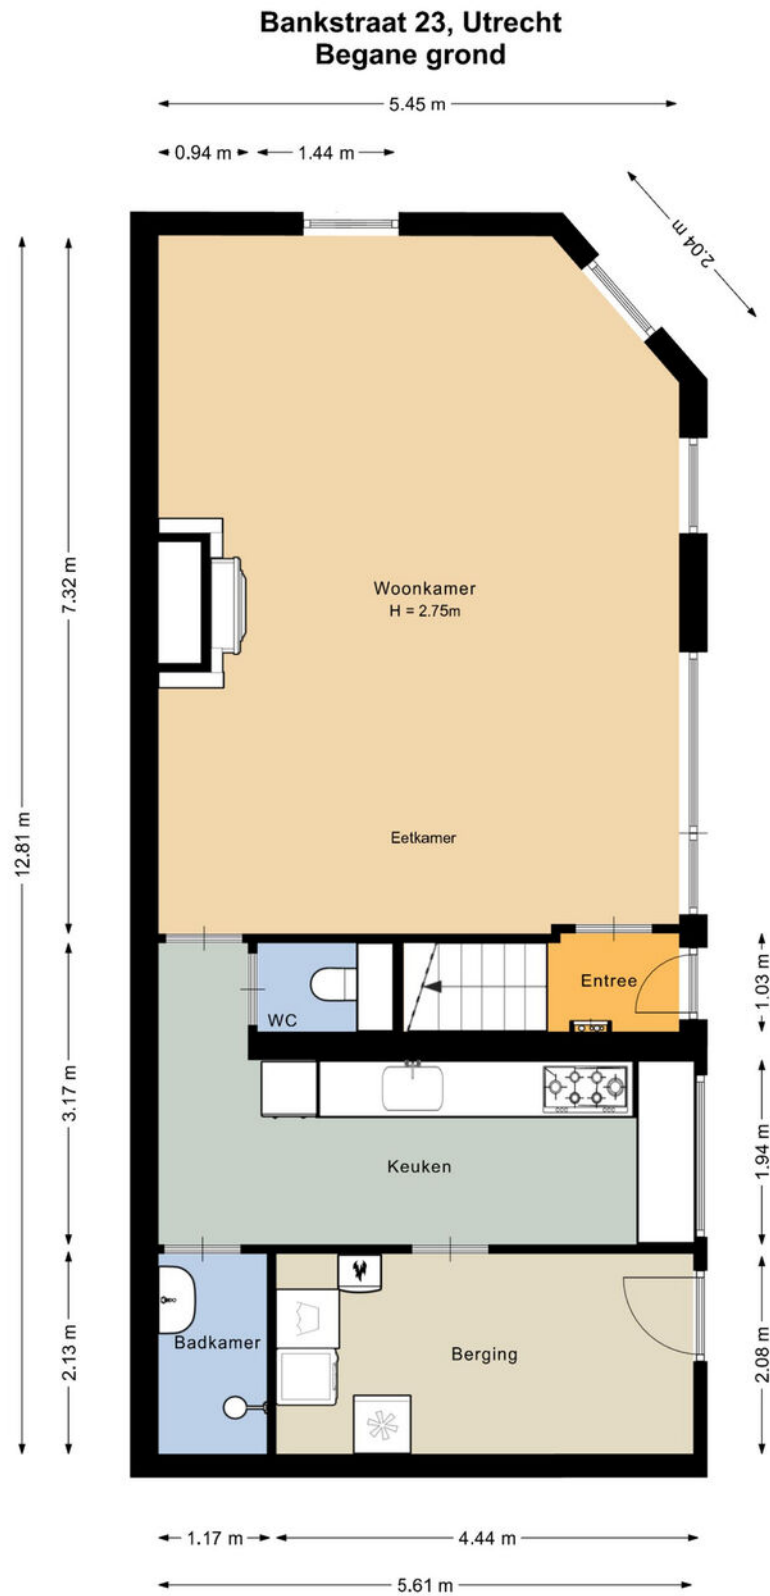 Bankstraat 23, Utrecht
Begane grond
5.45 m
0.94 m
1.44 m
2.04 m
12.81 m
7.32 m
Woonkamer
H = 2.75m
Eetkamer
WC
Entree
1.03 m
3.17 m
Keuken
1.94 m
2.13 m
Badkamer
Berging
2.08 m
1.17 m
4.44 m
5.61 m